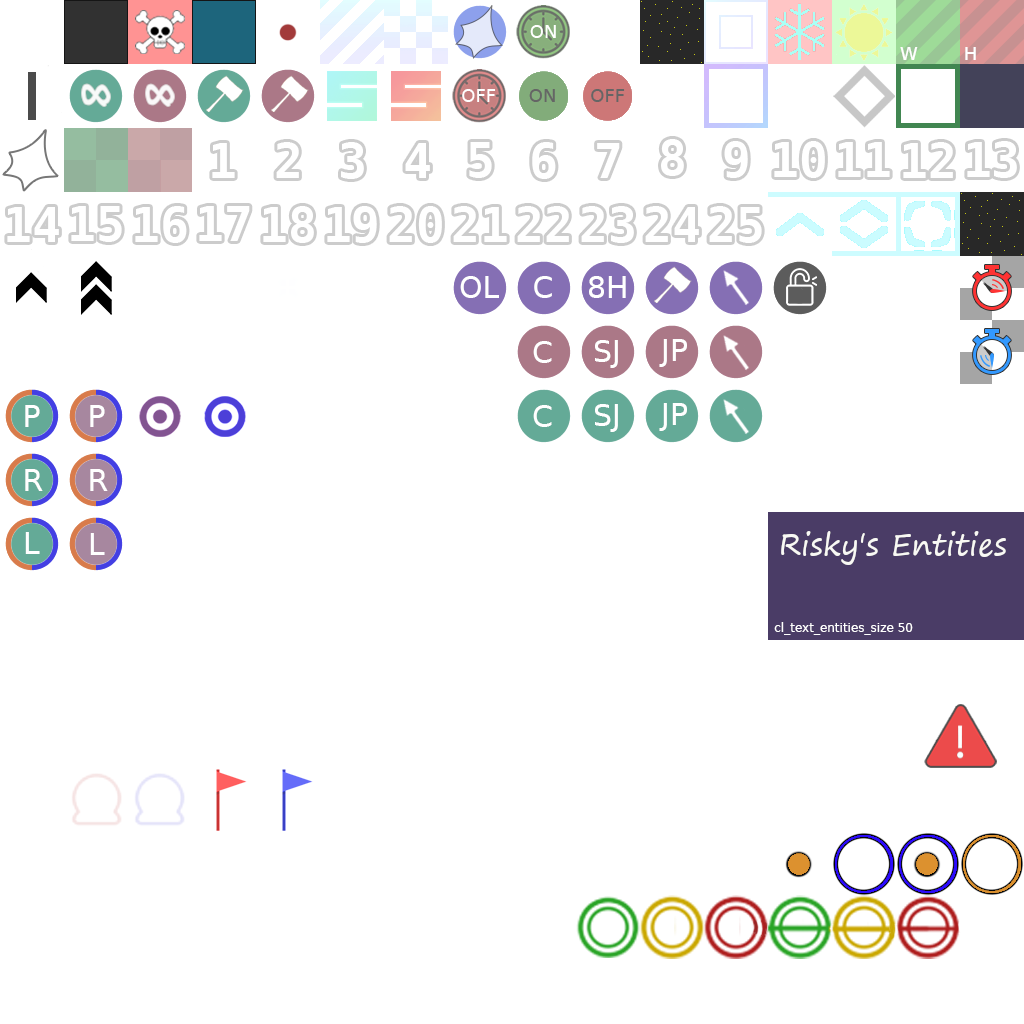 ON
W
H
OFF
ON
OFF
1 2 3 4 5 6 7 8 9 10 11 12 13
14 15 16 17 18 19 20 21 22 23 24 25
OL C 8H
C SJ JP
P P C SJ JP
R R
L L
Risky's Entities
cl_text_entities_size 50
!